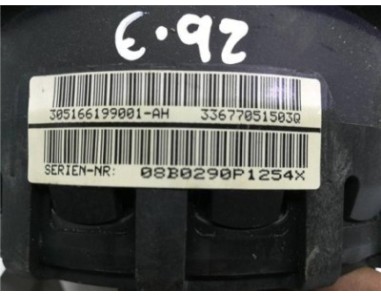 26.3
305166199001-AH 33677051503Q
SERIEN-NR: 08B0290P1254X